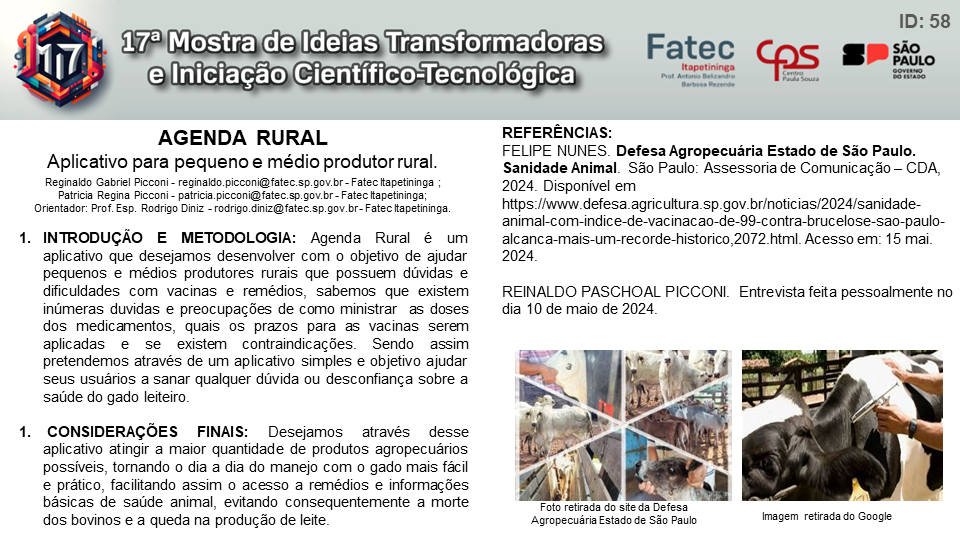 ID: 58
M17
17ª Mostra de Ideias Transformadoras
e Iniciação Científico-Tecnológica
Fatec
Itapetininga
Prof. Antonio Belizandro
Barbosa Rezende
CPS
Centro
Paula Souza
SP
SÃO PAULO
GOVERNO
DO ESTADO
AGENDA RURAL
Aplicativo para pequeno e médio produtor rural.
Reginaldo Gabriel Picconi - reginaldo.picconi@fatec.sp.gov.br - Fatec Itapetininga ;
Patricia Regina Picconi - patricia.picconi@fatec.sp.gov.br - Fatec Itapetininga;
Orientador: Prof. Esp. Rodrigo Diniz - rodrigo.diniz@fatec.sp.gov.br - Fatec Itapetininga.
1. INTRODUÇÃO E METODOLOGIA: Agenda Rural é um
aplicativo que desejamos desenvolver com o objetivo de ajudar
pequenos e médios produtores rurais que possuem dúvidas e
dificuldades com vacinas e remédios, sabemos que existem
inúmeras duvidas e preocupações de como ministrar as doses
dos medicamentos, quais os prazos para as vacinas serem
aplicadas e se existem contraindicações. Sendo assim
pretendemos através de um aplicativo simples e objetivo ajudar
seus usuários a sanar qualquer dúvida ou desconfiança sobre a
saúde do gado leiteiro.
1. CONSIDERAÇÕES FINAIS: Desejamos através desse
aplicativo atingir a maior quantidade de produtos agropecuários
possíveis, tornando o dia a dia do manejo com o gado mais fácil
e prático, facilitando assim o acesso a remédios e informações
básicas de saúde animal, evitando consequentemente a morte
dos bovinos e a queda na produção de leite.
REFERÊNCIAS:
FELIPE NUNES. Defesa Agropecuária Estado de São Paulo.
Sanidade Animal. São Paulo: Assessoria de Comunicação – CDA,
2024. Disponível em
https://www.defesa.agricultura.sp.gov.br/noticias/2024/sanidade-
animal-com-indice-de-vacinacao-de-99-contra-brucelose-sao-paulo-
alcanca-mais-um-recorde-historico,2072.html. Acesso em: 15 mai.
2024.
REINALDO PASCHOAL PICCONI. Entrevista feita pessoalmente no
dia 10 de maio de 2024.
Foto retirada do site da Defesa
Agropecuária Estado de São Paulo
Imagem retirada do Google